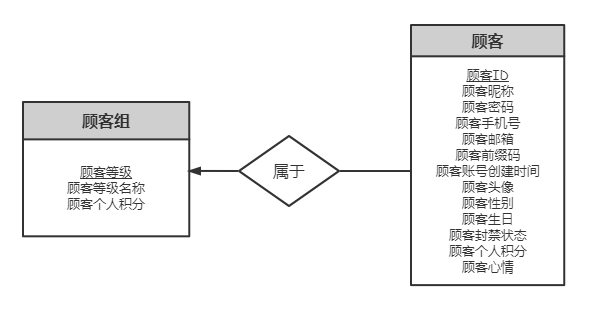 顾客组
顾客等级
顾客等级名称
顾客个人积分
属于
顾客
顾客ID
顾客昵称
顾客密码
顾客手机号
顾客邮箱
顾客前缀码
顾客账号创建时间
顾客头像
顾客性别
顾客生日
顾客封禁状态
顾客个人积分
顾客心情